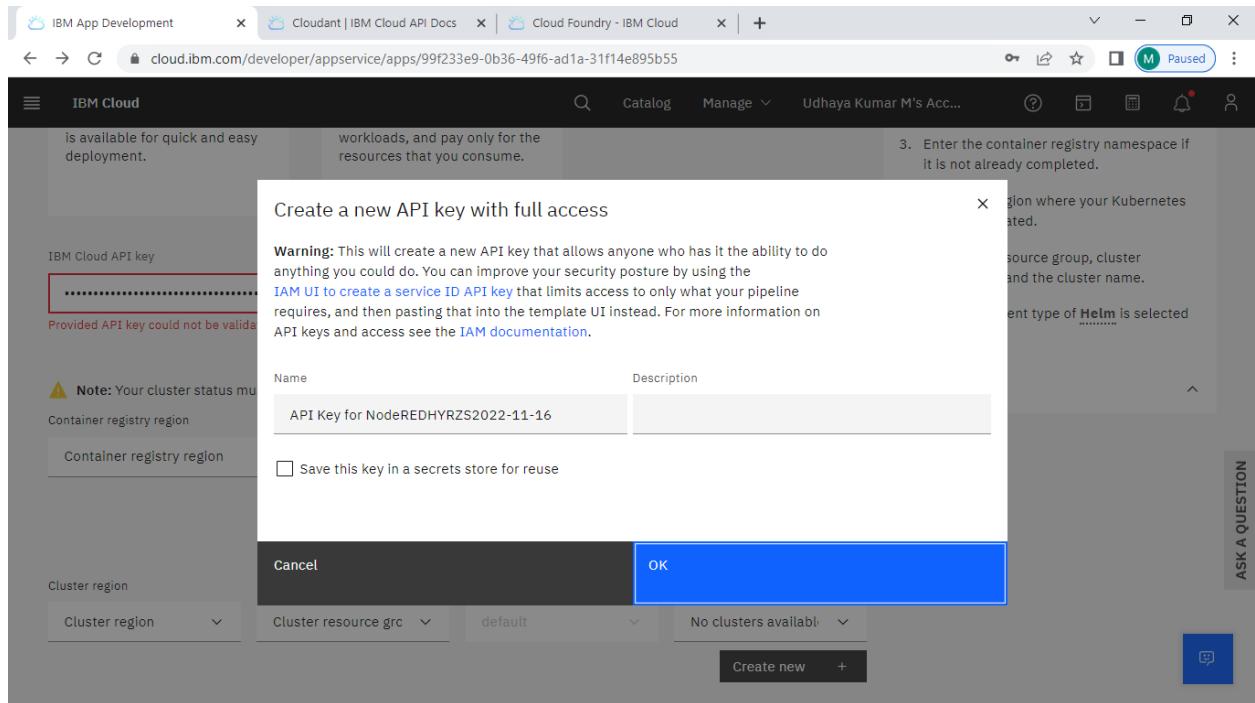 IBM App Development
Cloudant | IBM Cloud API Docs
Cloud Foundry - IBM Cloud
cloud.ibm.com/developer/appservice/apps/99f233e9-0b36-49f6-ad1a-31f14e895b55
M
Paused
IBM Cloud
Catalog
Manage
Udhaya Kumar M's Acc...
is available for quick and easy
deployment.
workloads, and pay only for the
resources that you consume.
3. Enter the container registry namespace if
it is not already completed.
gion where your Kubernetes
ated.
source group, cluster
and the cluster name.
ent type of Helm is selected
IBM Cloud API key
Provided API key could not be valida
Note: Your cluster status mu
Container registry region
Container registry region
Create a new API key with full access
Warning: This will create a new API key that allows anyone who has it the ability to do
anything you could do. You can improve your security posture by using the
IAM UI to create a service ID API key that limits access to only what your pipeline
requires, and then pasting that into the template UI instead. For more information on
API keys and access see the IAM documentation.
Name
Description
API Key for NodeREDHYRZS2022-11-16
Save this key in a secrets store for reuse
Cancel
OK
ASK A QUESTION
Cluster region
Cluster region
Cluster resource grc
default
No clusters availabl
Create new +